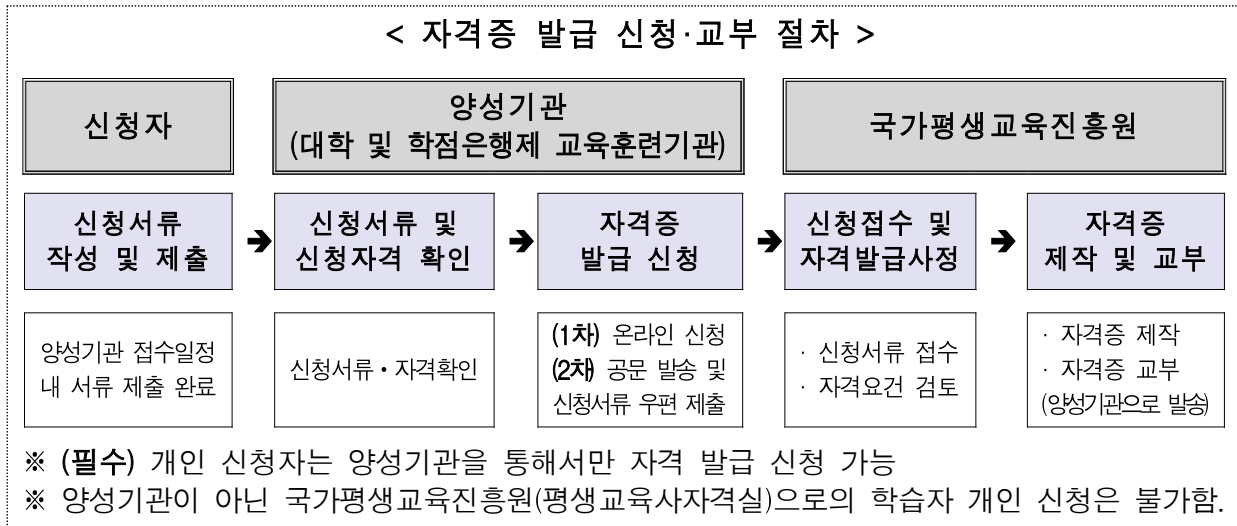 < 자격증 발급 신청·교부 절차 >
신청자
양성기관
(대학 및 학점은행제 교육훈련기관)
국가평생교육진흥원
신청서류
작성 및 제출
➔
신청서류 및
신청자격 확인
➔
자격증
발급 신청
➔
신청접수 및
자격발급사정
➔
자격증
제작 및 교부
양성기관 접수일정
내 서류 제출 완료
신청서류・자격확인
(1차) 온라인 신청
(2차) 공문 발송 및
신청서류 우편 제출
· 신청서류 접수
· 자격요건 검토
· 자격증 제작
· 자격증 교부
(양성기관으로 발송)
※ (필수) 개인 신청자는 양성기관을 통해서만 자격 발급 신청 가능
※ 양성기관이 아닌 국가평생교육진흥원(평생교육사자격실)으로의 학습자 개인 신청은 불가함.